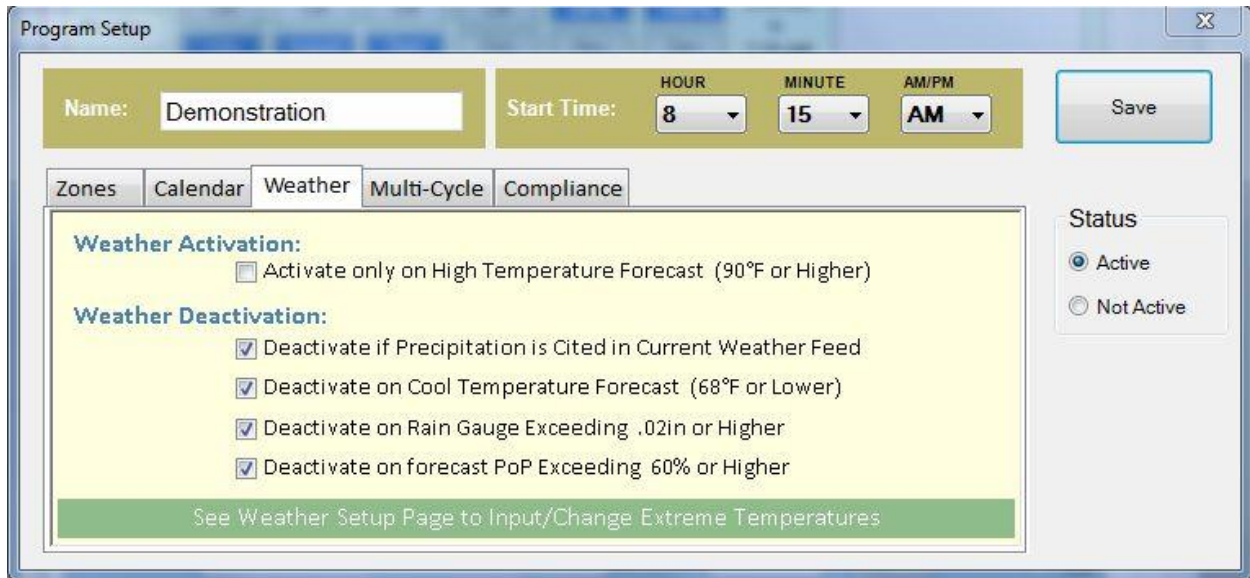 Program Setup
Name: Demonstration
Start Time:
HOUR MINUTE AM/PM
8 15 AM
Save
Zones Calendar Weather Multi-Cycle Compliance
Weather Activation:
Activate only on High Temperature Forecast (90°F or Higher)
Weather Deactivation:
Deactivate if Precipitation is Cited in Current Weather Feed
Deactivate on Cool Temperature Forecast (68°F or Lower)
Deactivate on Rain Gauge Exceeding .02in or Higher
Deactivate on forecast PoP Exceeding 60% or Higher
See Weather Setup Page to Input/Change Extreme Temperatures
Status
Active
Not Active